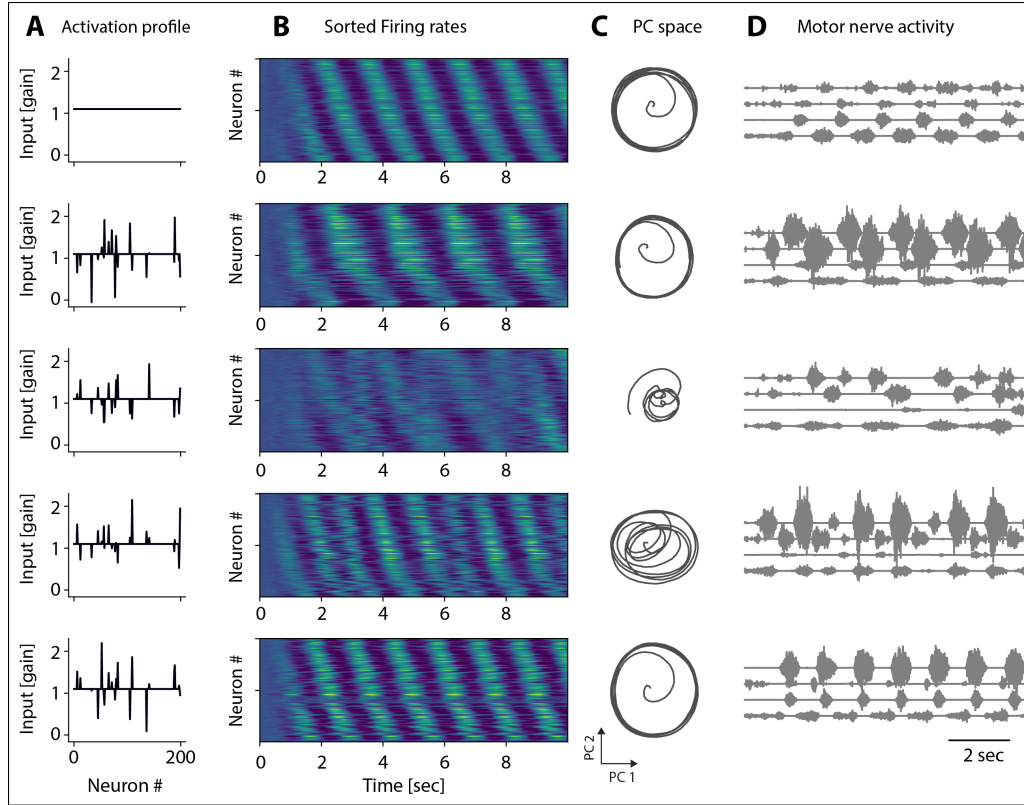 A Activation profile B Sorted Firing rates C PC space D Motor nerve activity
Input [gain]
2
1
0
Neuron #
0 2 4 6 8
Input [gain]
2
1
0
Neuron #
0 2 4 6 8
Input [gain]
2
1
0
Neuron #
0 2 4 6 8
Input [gain]
2
1
0
Neuron #
0 2 4 6 8
Input [gain]
2
1
0
0 200
Neuron #
Neuron #
0 2 4 6 8
Time [sec]
PC 2
PC 1
2 sec